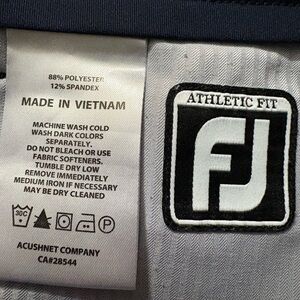 88% POLYESTER
12% SPANDEX
MADE IN VIETNAM
MACHINE WASH COLD
WASH DARK COLORS
SEPARATELY.
DO NOT BLEACH OR USE
FABRIC SOFTENERS.
TUMBLE DRY LOW
REMOVE IMMEDIATELY
MEDIUM IRON IF NECESSARY
MAY BE DRY CLEANED
30C
ACUSHNET COMPANY
CA#28544
ATHLETIC FIT
FJ